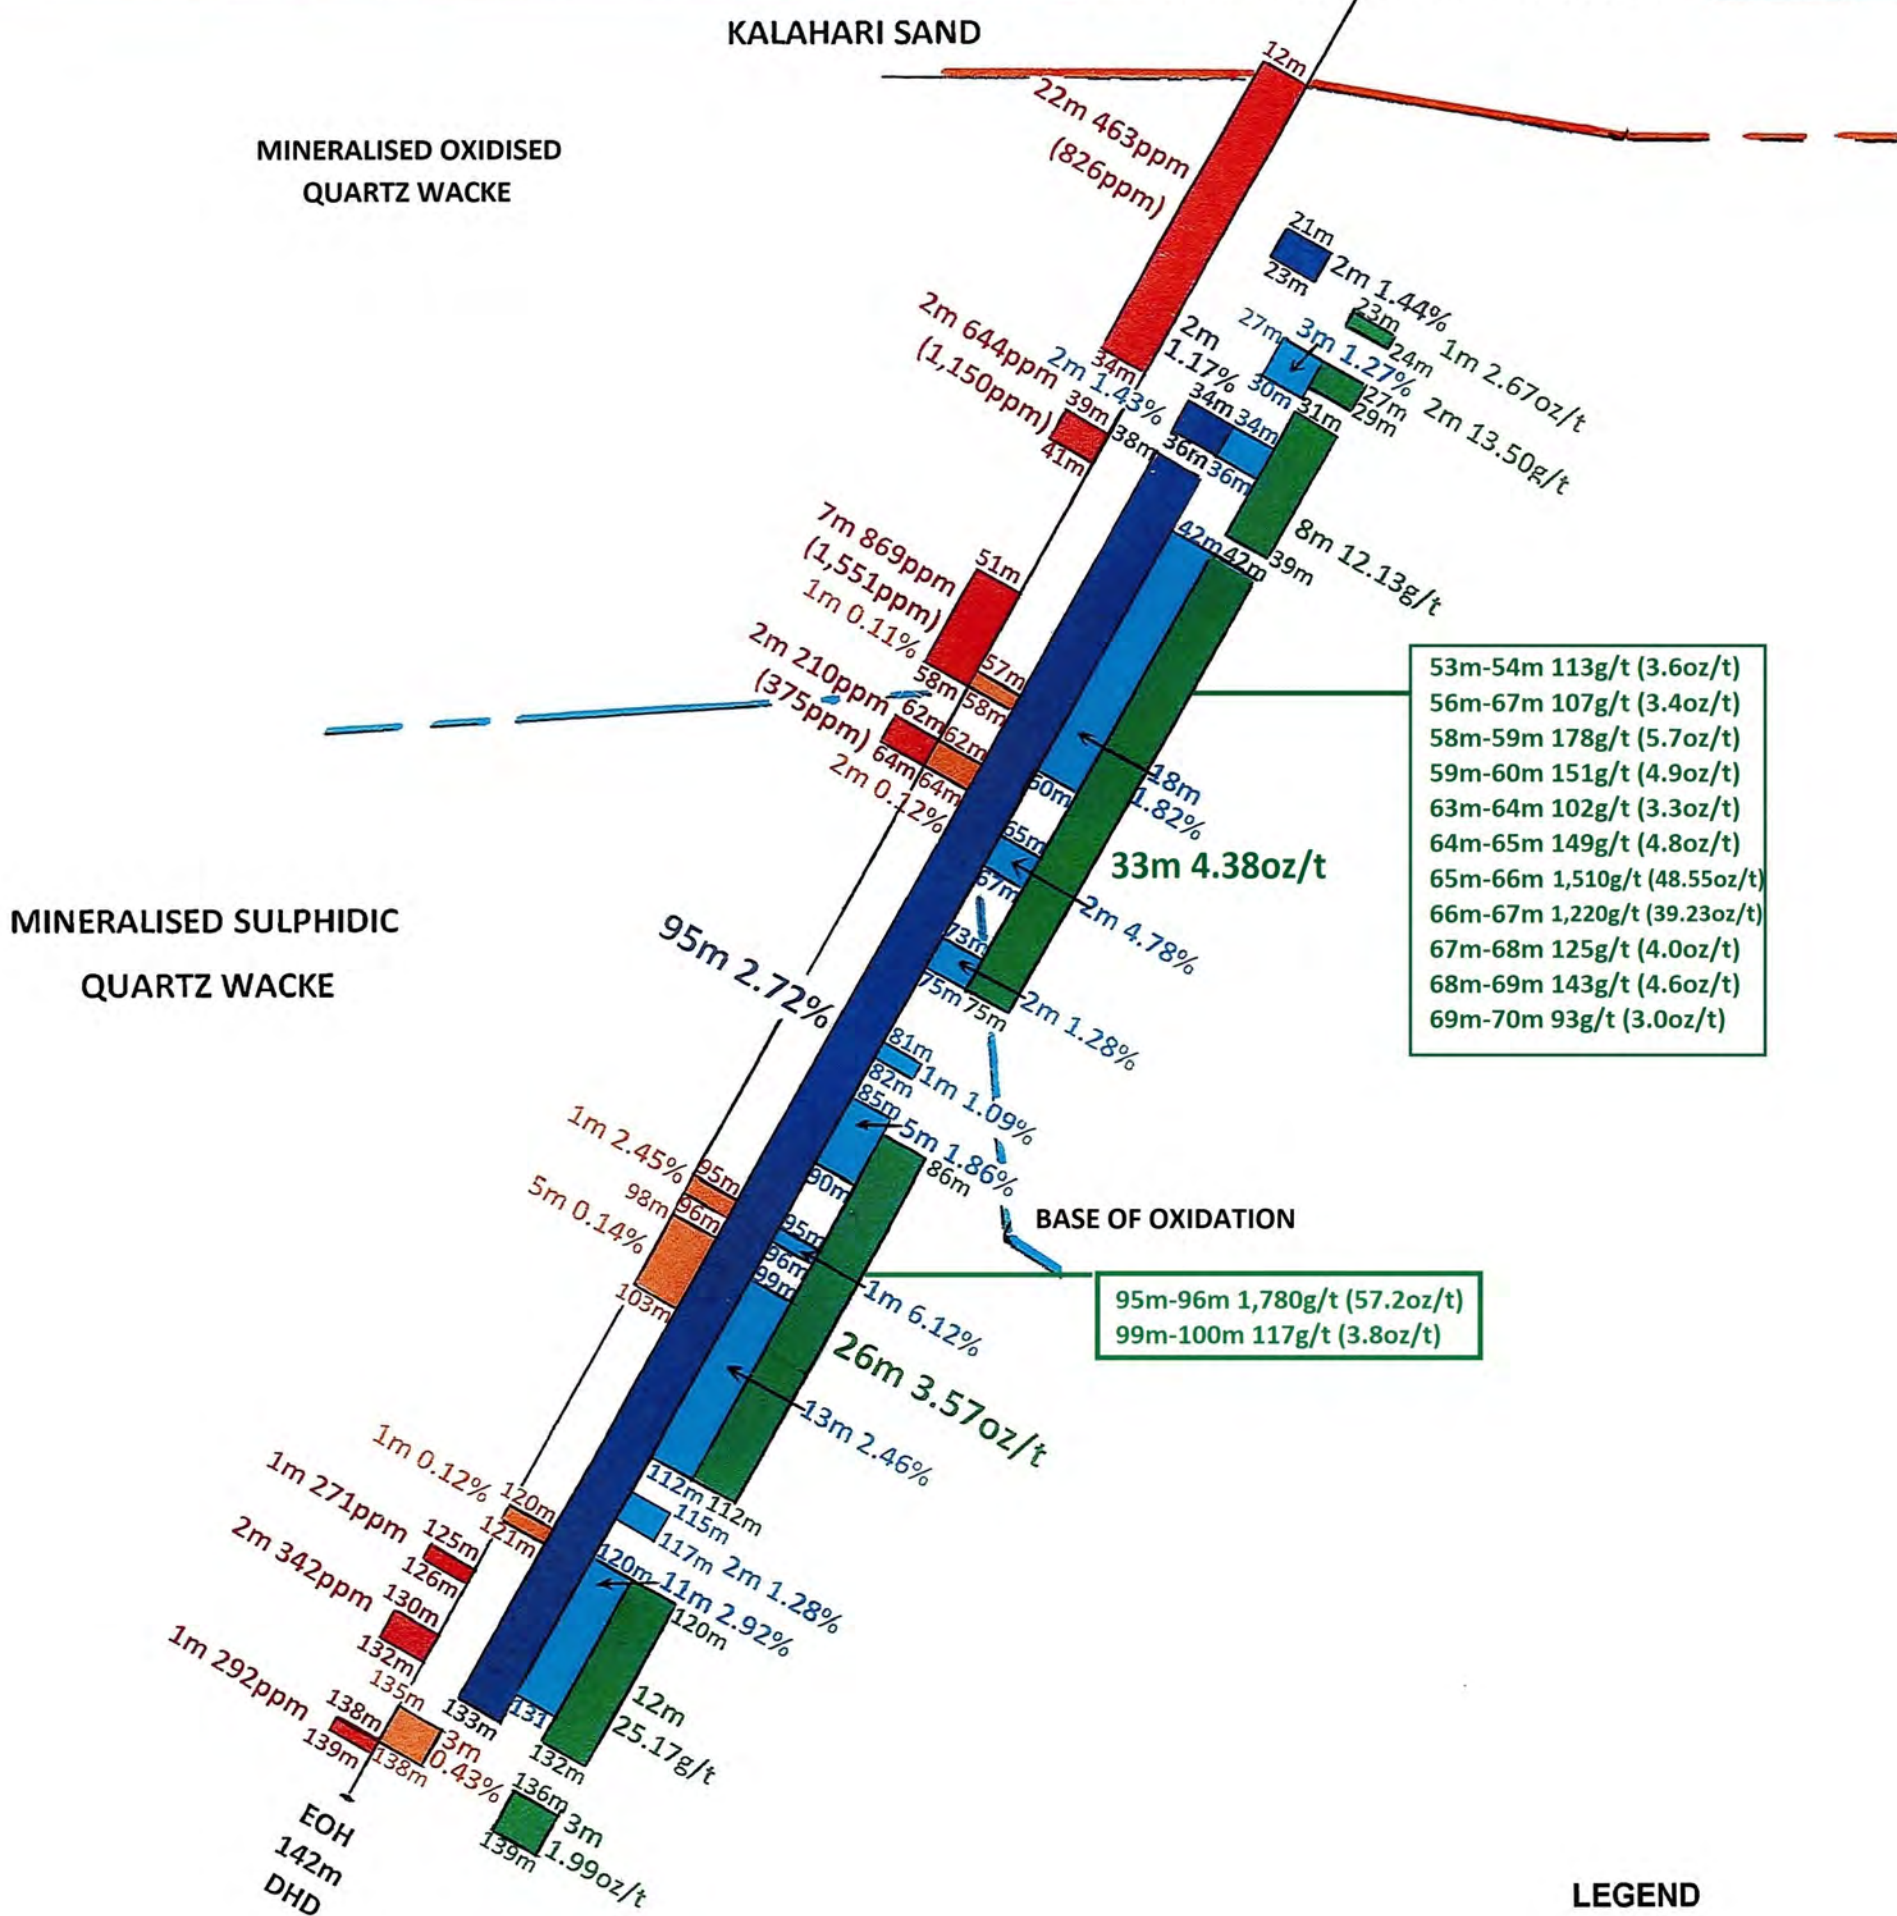 KALAHARI SAND
12m
22m 463ppm
(826ppm)
MINERALISED OXIDISED
QUARTZ WACKE
21m
23m
2m 1.44%
23m
24m
1m 2.67oz/t
27m
3m 1.27%
30m
27m
29m
2m 13.50g/t
2m
1.17%
34m
2m 644ppm
(1,150ppm)
2m 1.43%
39m
41m
38m
34m
34m
36m
36m
31m
39m
8m 12.13g/t
42m
42m
7m 869ppm
(1,551ppm)
51m
1m 0.11%
58m
57m
58m
2m 210ppm
(375ppm)
62m
62m
64m
64m
2m 0.12%
53m-54m 113g/t (3.6oz/t)
56m-67m 107g/t (3.4oz/t)
58m-59m 178g/t (5.7oz/t)
59m-60m 151g/t (4.9oz/t)
63m-64m 102g/t (3.3oz/t)
64m-65m 149g/t (4.8oz/t)
65m-66m 1,510g/t (48.55oz/t)
66m-67m 1,220g/t (39.23oz/t)
67m-68m 125g/t (4.0oz/t)
68m-69m 143g/t (4.6oz/t)
69m-70m 93g/t (3.0oz/t)
60m
18m
1.82%
65m
67m
33m 4.38oz/t
2m 4.78%
MINERALISED SULPHIDIC
QUARTZ WACKE
95m 2.72%
73m
75m
75m
2m 1.28%
81m
82m
1m 1.09%
85m
5m 1.86%
90m
86m
1m 2.45%
95m
96m
98m
5m 0.14%
103m
BASE OF OXIDATION
95m
96m
99m
1m 6.12%
95m-96m 1,780g/t (57.2oz/t)
99m-100m 117g/t (3.8oz/t)
26m 3.57oz/t
13m 2.46%
112m
112m
1m 0.12%
120m
121m
115m
117m
2m 1.28%
1m 271ppm
125m
126m
120m
11m 2.92%
120m
2m 342ppm
130m
132m
1m 292ppm
138m
139m
135m
138m
3m
0.43%
133m
131
12m
25.17g/t
132m
136m
139m
3m
1.99oz/t
EOH
142m
DHD
LEGEND